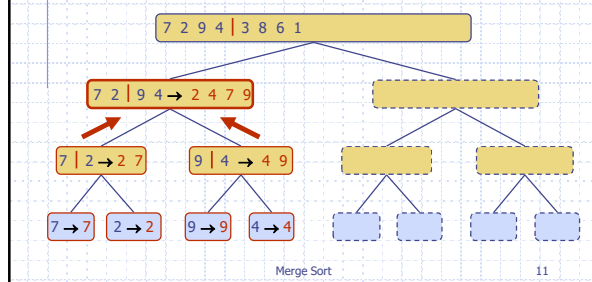 7 2 9 4 | 3 8 6 1
7 2 | 9 4 → 2 4 7 9
7 | 2 → 2 7
9 | 4 → 4 9
7 → 7
2 → 2
9 → 9
4 → 4
Merge Sort
11